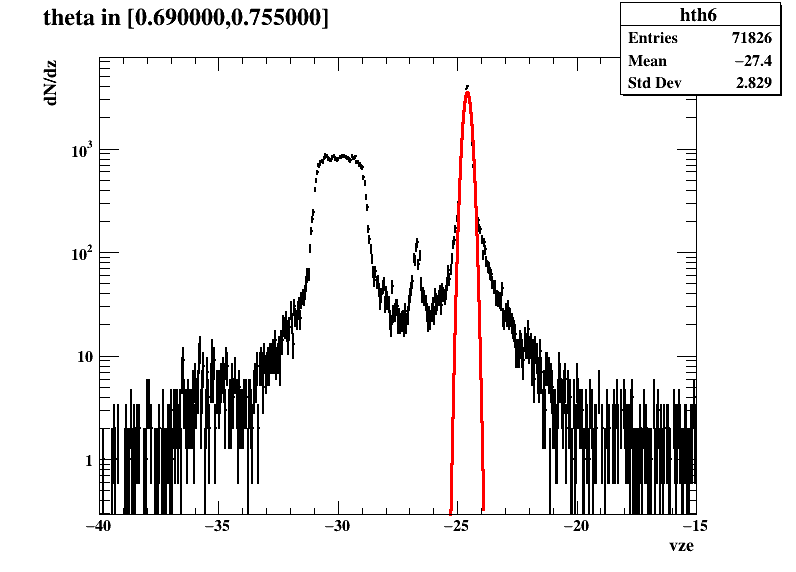 theta in [0.690000,0.755000]
hth6
Entries 71826
Mean −27.4
Std Dev 2.829
dN/dz
10³
10²
10
1
−40 −35 −30 −25 −20 −15
vze